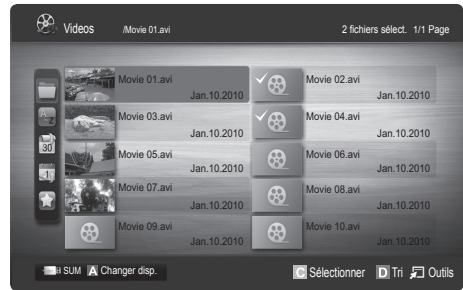 Videos /Movie 01.avi 2 fichiers sélect. 1/1 Page
Movie 01.avi Movie 02.avi
Jan.10.2010 Jan.10.2010
Movie 03.avi Movie 04.avi
Jan.10.2010 Jan.10.2010
Movie 05.avi Movie 06.avi
Jan.10.2010 Jan.10.2010
Movie 07.avi Movie 08.avi
Jan.10.2010 Jan.10.2010
Movie 09.avi Movie 10.avi
Jan.10.2010 Jan.10.2010
SUM A Changer disp. C Sélectionner D Tri Outils
30
1